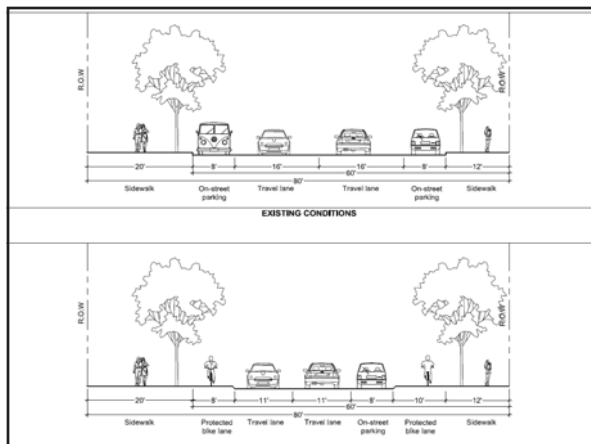 R.O.W
R.O.W
20' 8' 16' 16' 8' 12'
60'
80'
Sidewalk On-street parking Travel lane Travel lane On-street parking Sidewalk
EXISTING CONDITIONS
R.O.W
R.O.W
20' 8' 11' 11' 8' 10' 12'
60'
80'
Sidewalk Protected bike lane Travel lane Travel lane On-street parking Protected bike lane Sidewalk